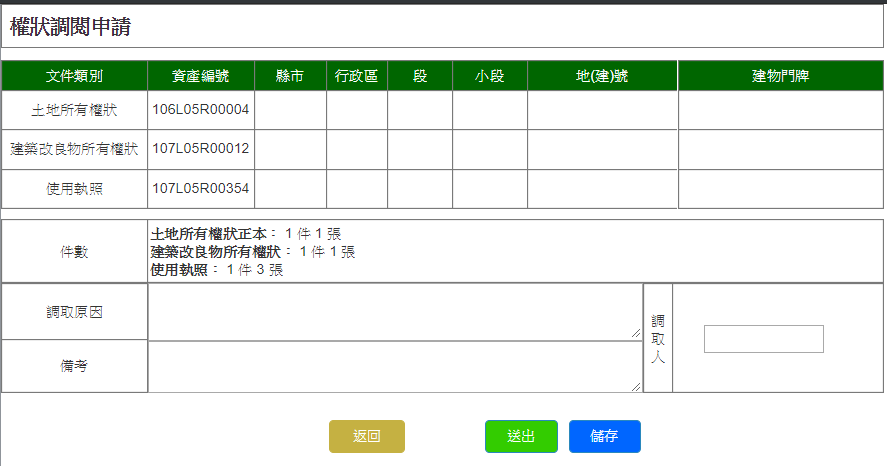 權狀調閱申請
文件類別 資產編號 縣市 行政區 段 小段 地(建)號 建物門牌
土地所有權狀 106L05R00004
建築改良物所有權狀 107L05R00012
使用執照 107L05R00354
件數
土地所有權狀正本： 1 件 1 張
建築改良物所有權狀： 1 件 1 張
使用執照： 1 件 3 張
調取原因
備考
調
取
人
返回 送出 儲存